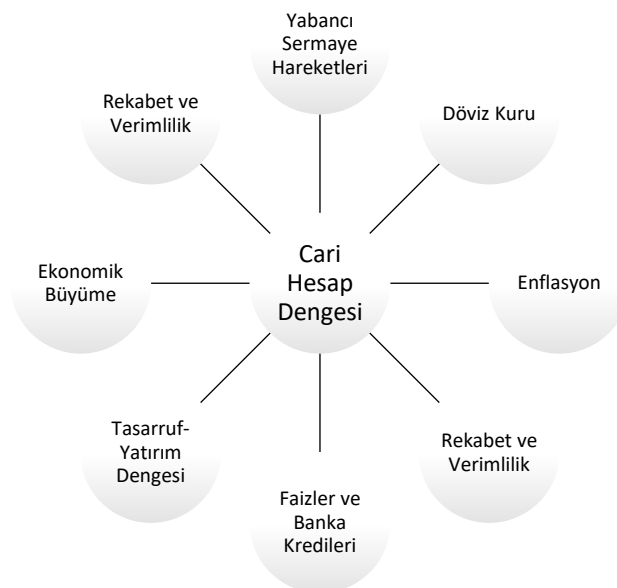 Yabancı
Sermaye
Hareketleri
Döviz Kuru
Enflasyon
Rekabet ve
Verimlilik
Faizler ve
Banka
Kredileri
Tasarruf-
Yatırım
Dengesi
Ekonomik
Büyüme
Rekabet ve
Verimlilik
Cari
Hesap
Dengesi